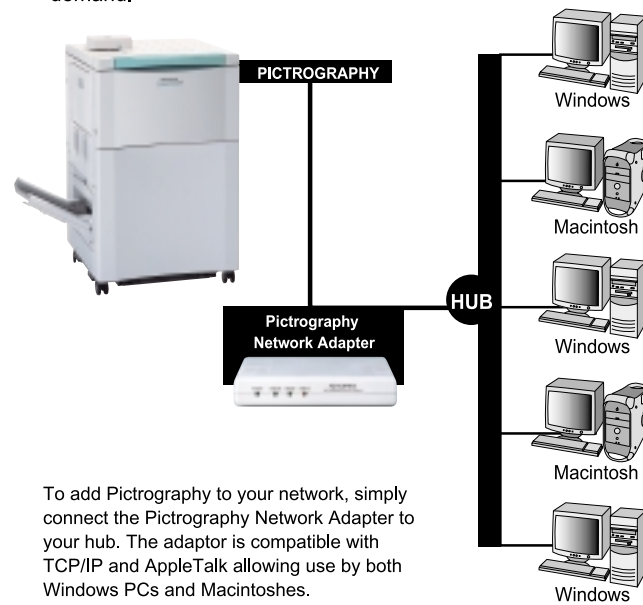 demand.
PICTROGRAPHY
Windows
Macintosh
HUB
Pictrography
Network Adapter
Windows
Macintosh
To add Pictrography to your network, simply
connect the Pictrography Network Adapter to
your hub. The adaptor is compatible with
TCP/IP and AppleTalk allowing use by both
Windows PCs and Macintoshes.
Windows